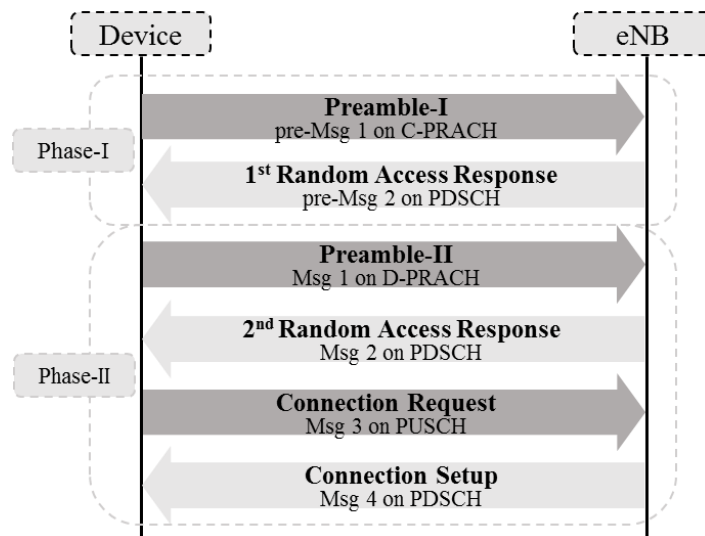 Device
eNB
Preamble-I
pre-Msg 1 on C-PRACH
Phase-I
1st Random Access Response
pre-Msg 2 on PDSCH
Preamble-II
Msg 1 on D-PRACH
2nd Random Access Response
Msg 2 on PDSCH
Phase-II
Connection Request
Msg 3 on PUSCH
Connection Setup
Msg 4 on PDSCH